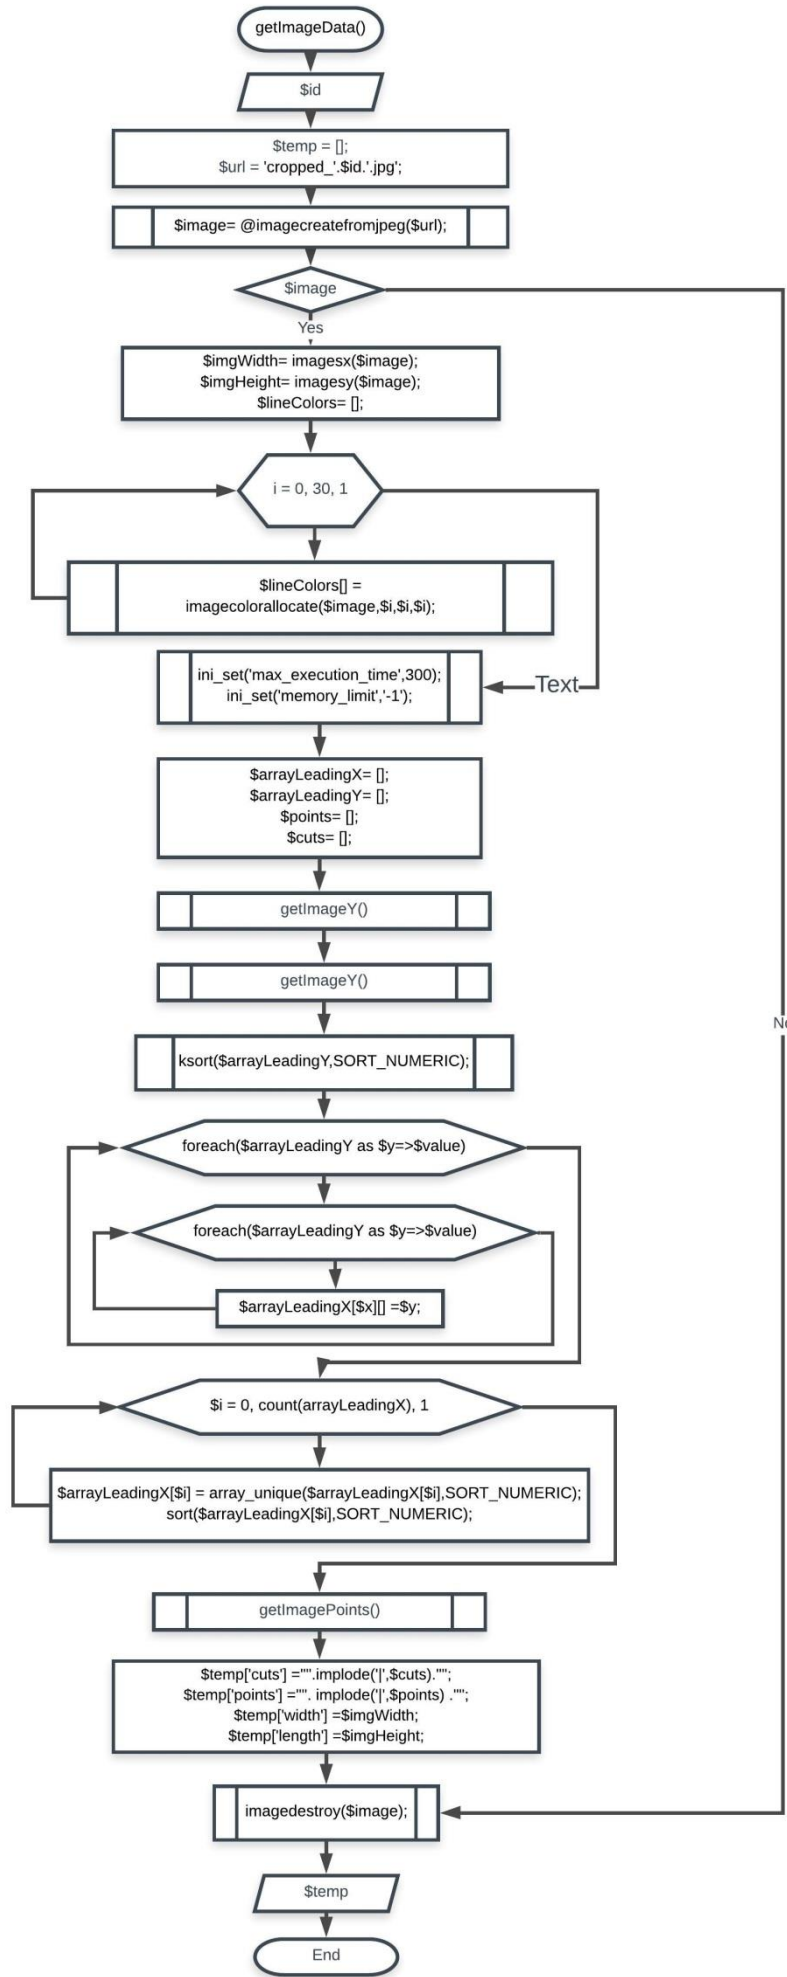 getImageData()
$id
$temp = [];
$url = 'cropped_'.$id.'.jpg';
$image= @imagecreatefromjpeg($url);
$image
Yes
$imgWidth= imagesx($image);
$imgHeight= imagesy($image);
$lineColors= [];
i = 0, 30, 1
$lineColors[] =
imagecolorallocate($image,$i,$i,$i);
ini_set('max_execution_time',300);
ini_set('memory_limit','-1');
Text
$arrayLeadingX= [];
$arrayLeadingY= [];
$points= [];
$cuts= [];
getImageY()
getImageY()
No
ksort($arrayLeadingY,SORT_NUMERIC);
foreach($arrayLeadingY as $y=>$value)
foreach($arrayLeadingY as $y=>$value)
$arrayLeadingX[$x][] =$y;
$i = 0, count(arrayLeadingX), 1
$arrayLeadingX[$i] = array_unique($arrayLeadingX[$i],SORT_NUMERIC);
sort($arrayLeadingX[$i],SORT_NUMERIC);
getImagePoints()
$temp['cuts'] ="".implode('|',$cuts)."";
$temp['points'] ="". implode('|',$points) ."";
$temp['width'] =$imgWidth;
$temp['length'] =$imgHeight;
imagedestroy($image);
$temp
End